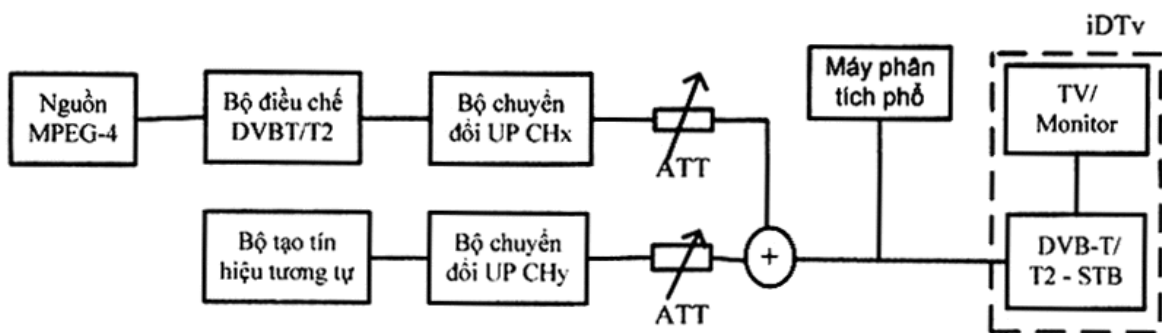 iDTv
Nguồn
MPEG-4
Bộ điều chế
DVBT/T2
Bộ chuyển
đổi UP CHx
ATT
Máy phân
tích phổ
TV/
Monitor
Bộ tạo tín
hiệu tương tự
Bộ chuyển
đổi UP CHy
ATT
+
DVB-T/
T2 - STB